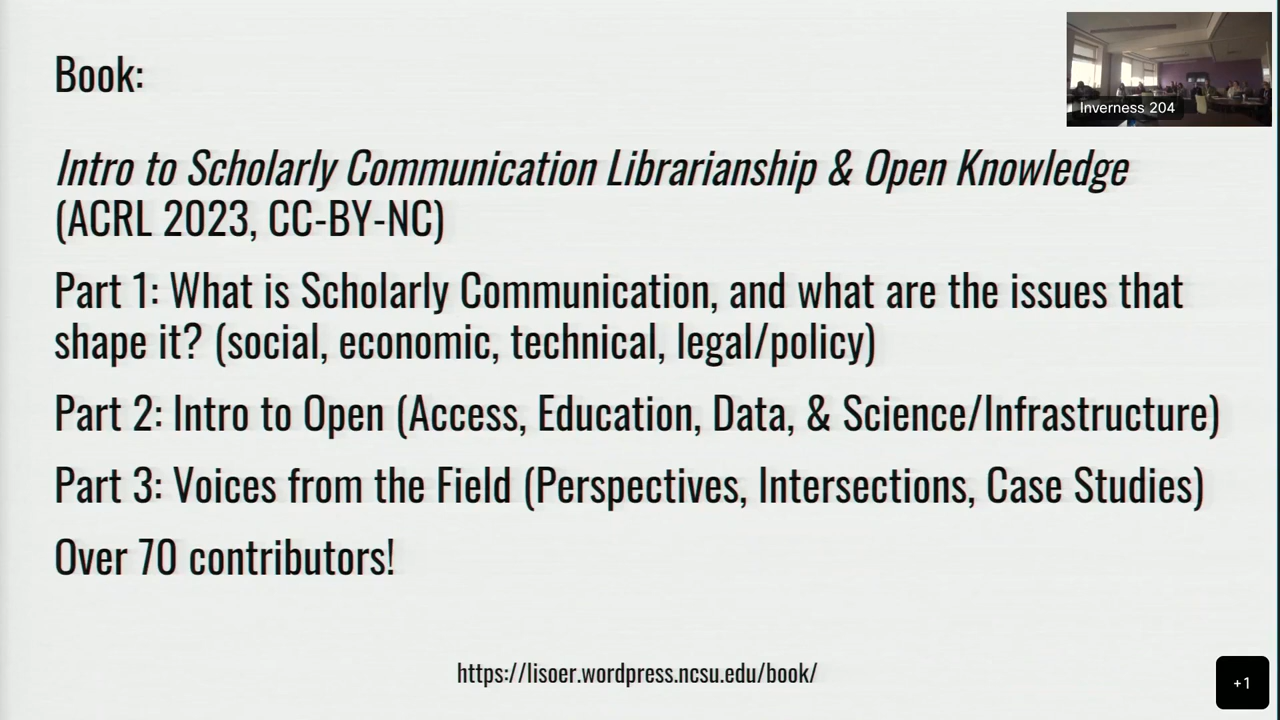 Book:
Inverness 204
Intro to Scholarly Communication Librarianship & Open Knowledge
(ACRL 2023, CC-BY-NC)
Part 1: What is Scholarly Communication, and what are the issues that
shape it? (social, economic, technical, legal/policy)
Part 2: Intro to Open (Access, Education, Data, & Science/Infrastructure)
Part 3: Voices from the Field (Perspectives, Intersections, Case Studies)
Over 70 contributors!
https://lisoer.wordpress.ncsu.edu/book/
+1